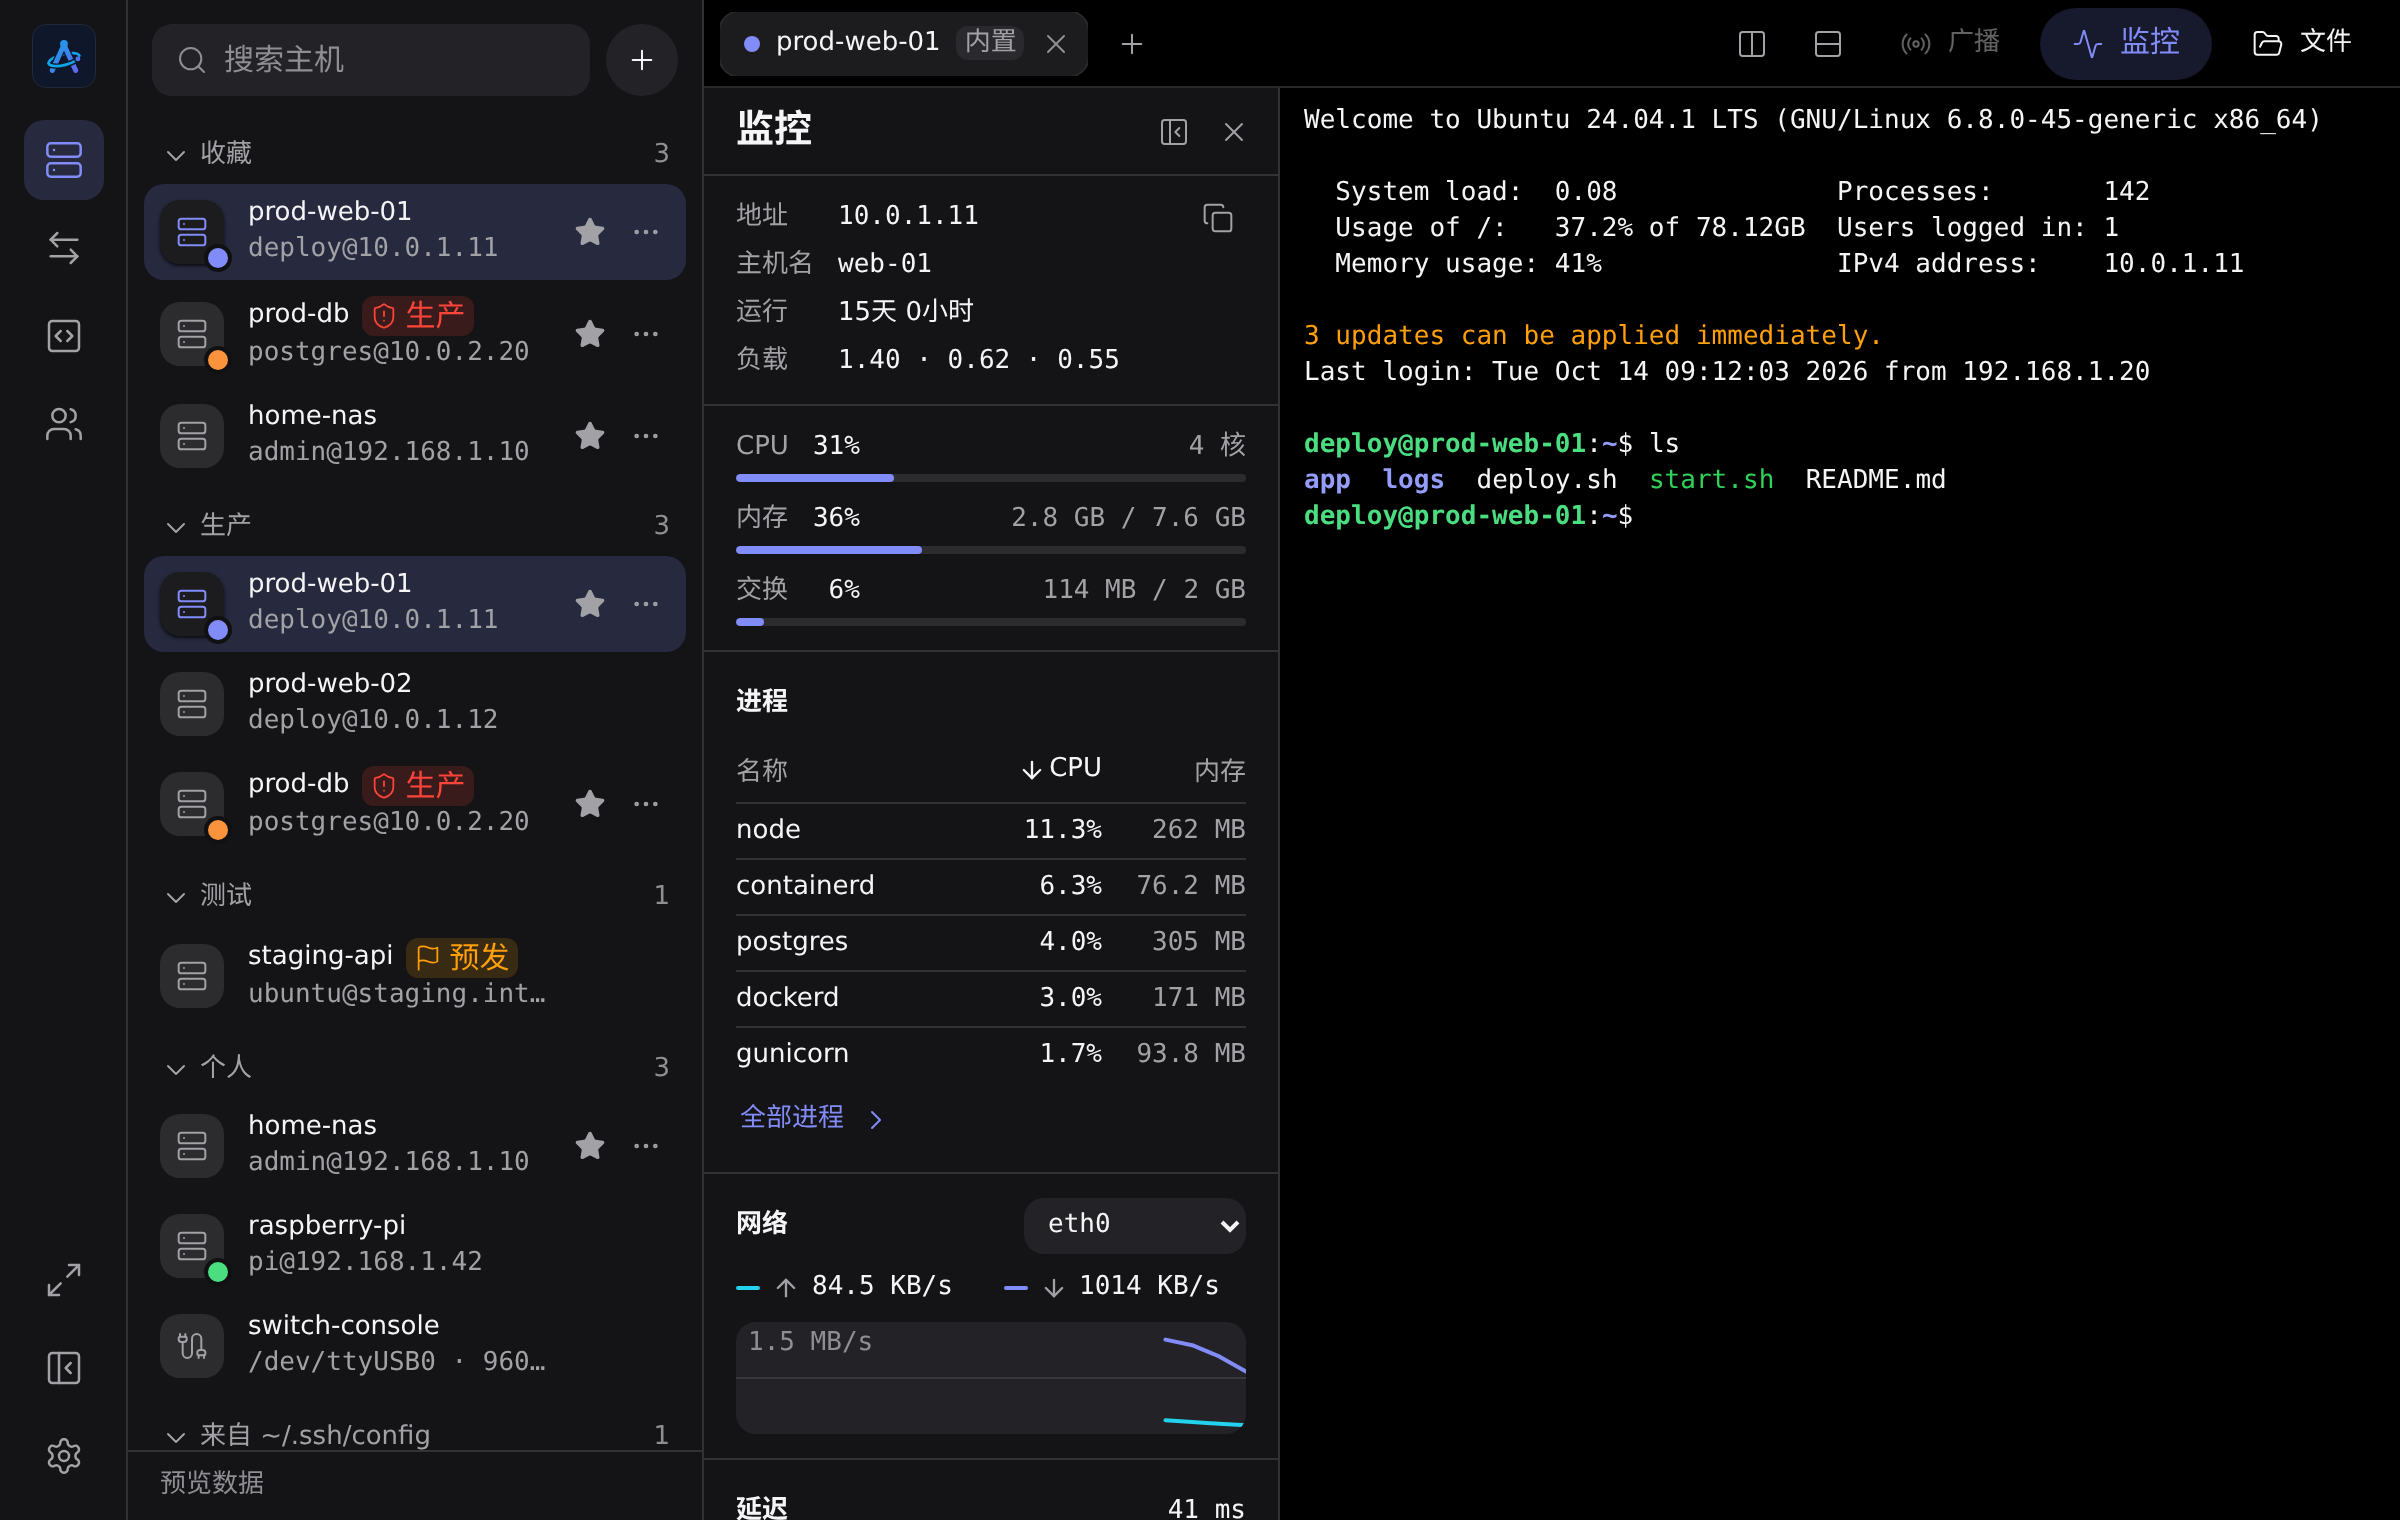 搜索主机
收藏 3
prod-web-01
deploy@10.0.1.11
prod-db 生产
postgres@10.0.2.20
home-nas
admin@192.168.1.10
生产 3
prod-web-01
deploy@10.0.1.11
prod-web-02
deploy@10.0.1.12
prod-db 生产
postgres@10.0.2.20
测试 1
staging-api 预发
ubuntu@staging.int…
个人 3
home-nas
admin@192.168.1.10
raspberry-pi
pi@192.168.1.42
switch-console
/dev/ttyUSB0 · 960…
来自 ~/.ssh/config 1
预览数据
prod-web-01 内置
广播 监控 文件
监控
地址 10.0.1.11
主机名 web-01
运行 15天 0小时
负载 1.40 · 0.62 · 0.55
CPU 31% 4 核
内存 36% 2.8 GB / 7.6 GB
交换 6% 114 MB / 2 GB
进程
名称 CPU 内存
node 11.3% 262 MB
containerd 6.3% 76.2 MB
postgres 4.0% 305 MB
dockerd 3.0% 171 MB
gunicorn 1.7% 93.8 MB
全部进程
网络 eth0
84.5 KB/s 1014 KB/s
1.5 MB/s
延迟 41 ms
Welcome to Ubuntu 24.04.1 LTS (GNU/Linux 6.8.0-45-generic x86_64)
System load: 0.08 Processes: 142
Usage of /: 37.2% of 78.12GB Users logged in: 1
Memory usage: 41% IPv4 address: 10.0.1.11
3 updates can be applied immediately.
Last login: Tue Oct 14 09:12:03 2026 from 192.168.1.20
deploy@prod-web-01:~$ ls
app logs deploy.sh start.sh README.md
deploy@prod-web-01:~$